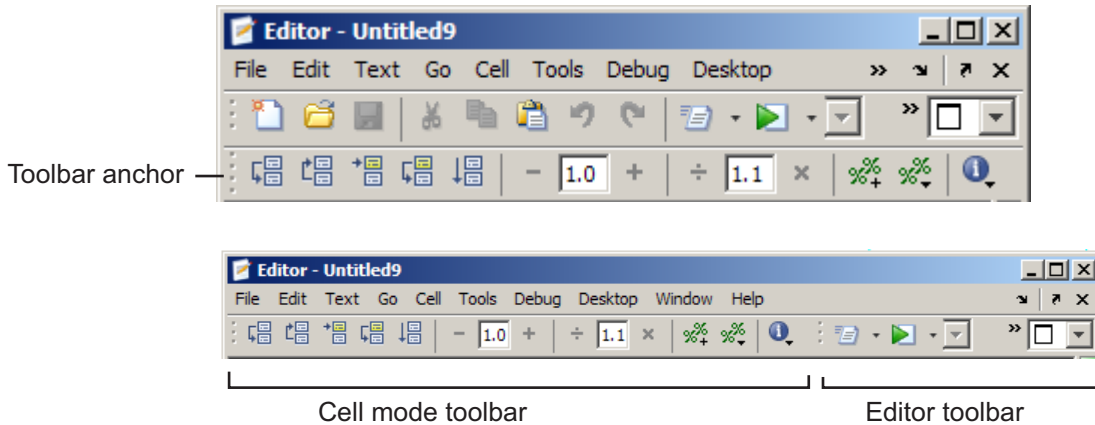 Editor - Untitled9
File Edit Text Go Cell Tools Debug Desktop
Toolbar anchor
1.0 1.1
Editor - Untitled9
File Edit Text Go Cell Tools Debug Desktop Window Help
1.0 1.1
Cell mode toolbar Editor toolbar